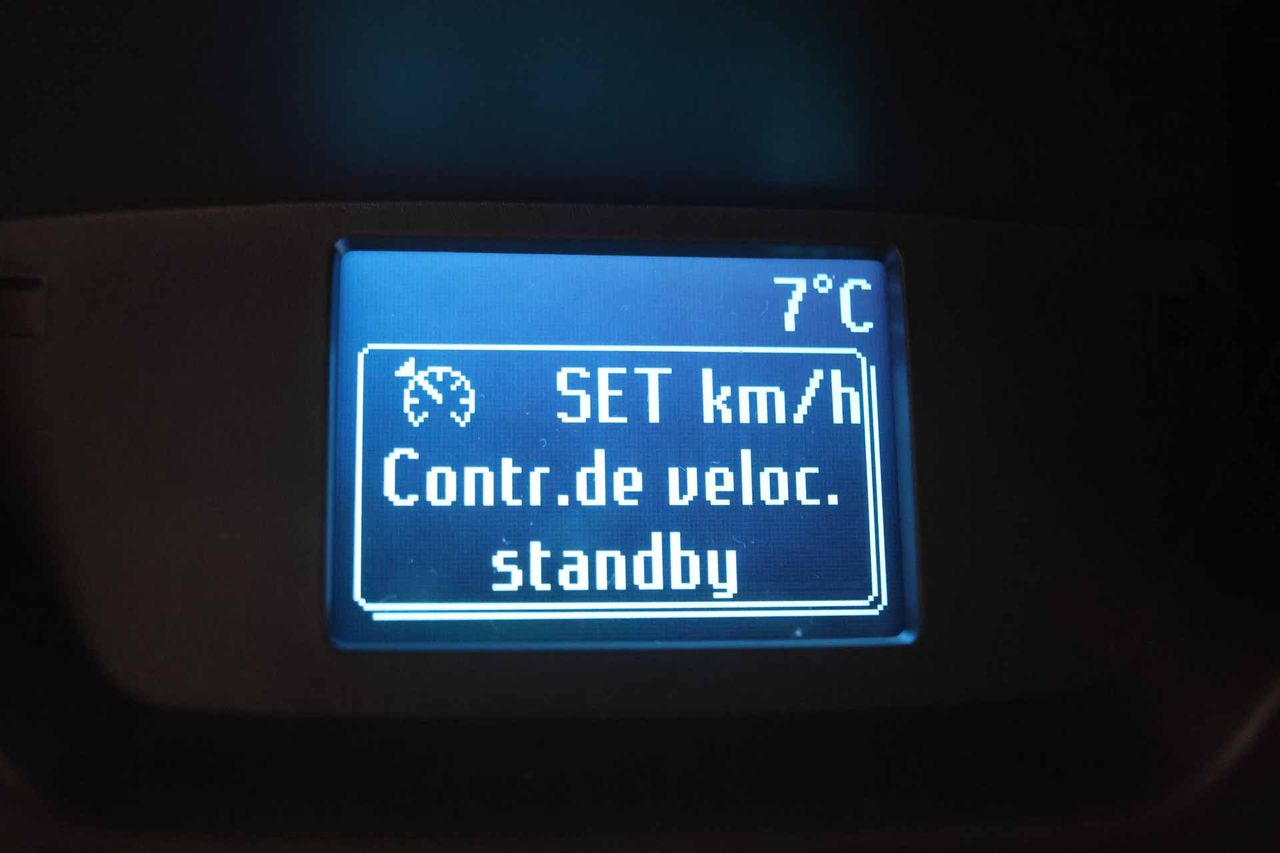 7°C
SET km/h
Contr.de veloc.
standby